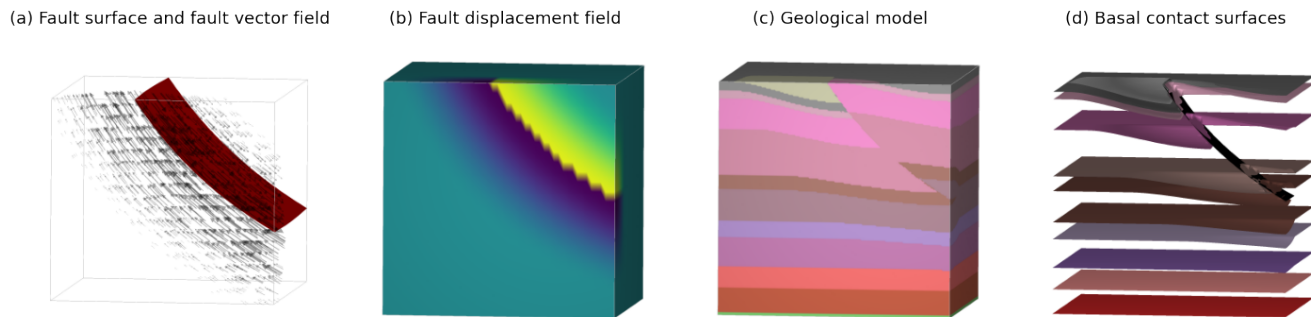 (a) Fault surface and fault vector field
(b) Fault displacement field
(c) Geological model
(d) Basal contact surfaces